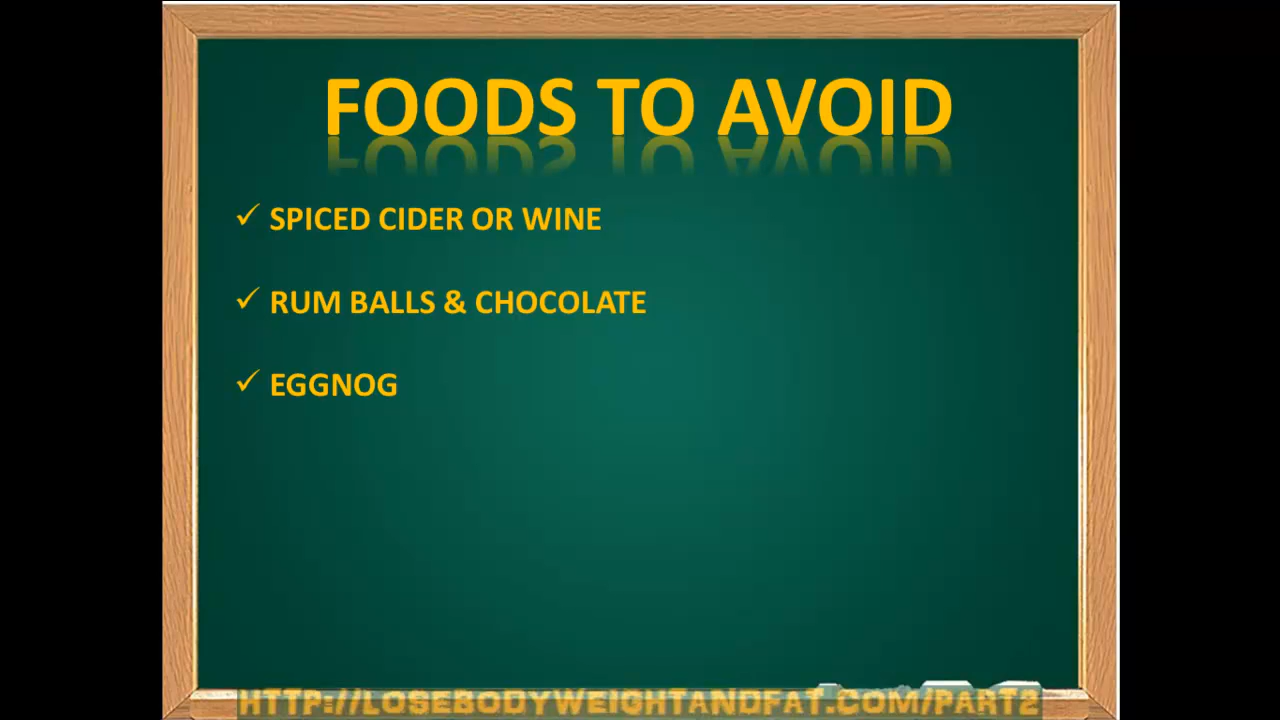 FOODS TO AVOID
✓ SPICED CIDER OR WINE
✓ RUM BALLS & CHOCOLATE
✓ EGGNOG
HTTP://LOSEBODYWEIGHTANDFAT.COM/PART2